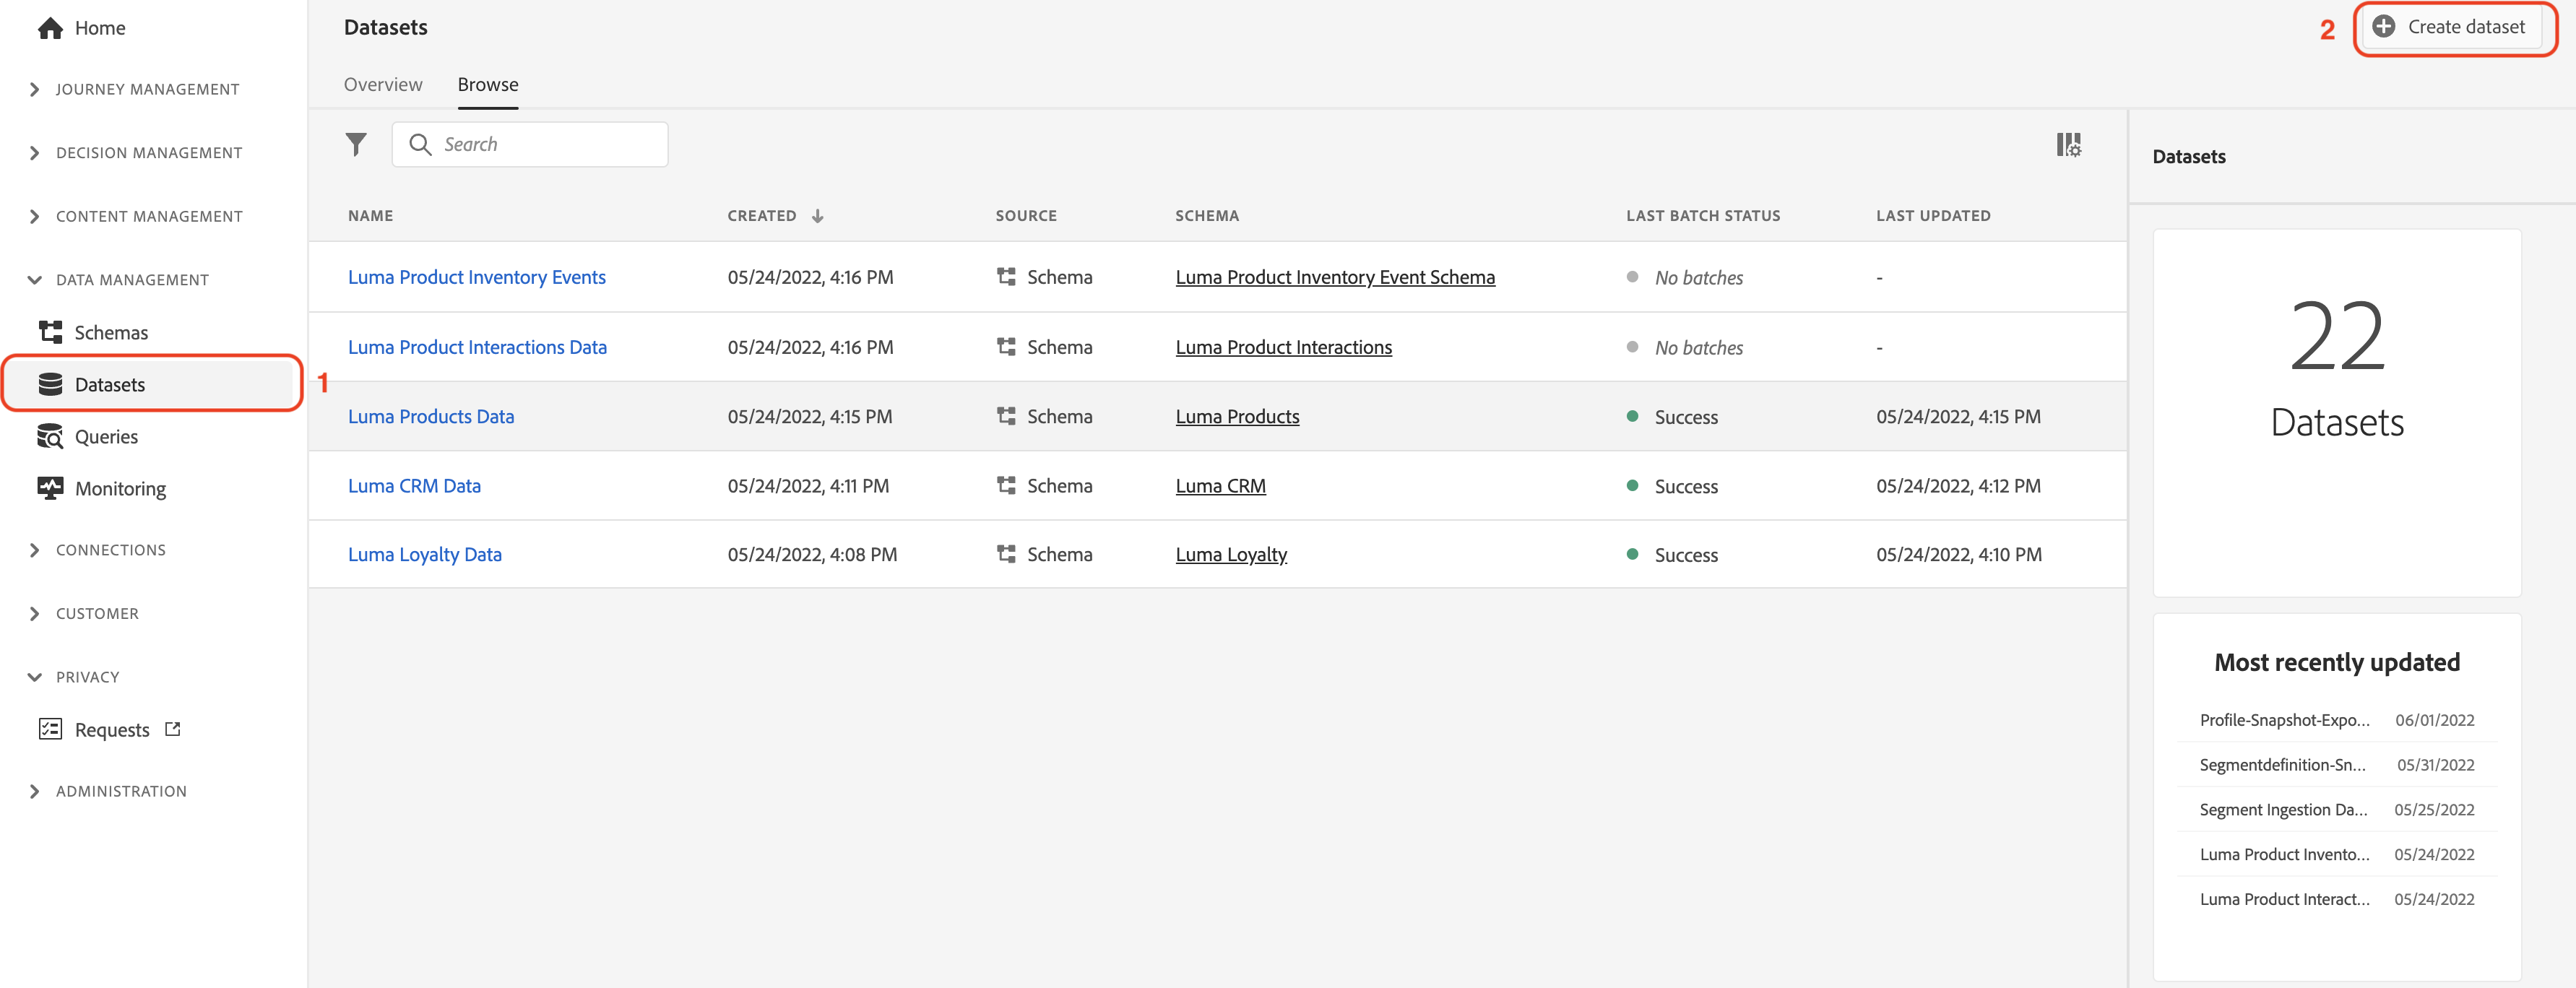 Home
JOURNEY MANAGEMENT
DECISION MANAGEMENT
CONTENT MANAGEMENT
DATA MANAGEMENT
Schemas
Datasets
1
Queries
Monitoring
CONNECTIONS
CUSTOMER
PRIVACY
Requests
ADMINISTRATION
Datasets
2
Create dataset
Overview Browse
Search
NAME CREATED SOURCE SCHEMA LAST BATCH STATUS LAST UPDATED
Luma Product Inventory Events 05/24/2022, 4:16 PM Schema Luma Product Inventory Event Schema No batches -
Luma Product Interactions Data 05/24/2022, 4:16 PM Schema Luma Product Interactions No batches -
Luma Products Data 05/24/2022, 4:15 PM Schema Luma Products Success 05/24/2022, 4:15 PM
Luma CRM Data 05/24/2022, 4:11 PM Schema Luma CRM Success 05/24/2022, 4:12 PM
Luma Loyalty Data 05/24/2022, 4:08 PM Schema Luma Loyalty Success 05/24/2022, 4:10 PM
Datasets
22
Datasets
Most recently updated
Profile-Snapshot-Expo... 06/01/2022
Segmentdefinition-Sn... 05/31/2022
Segment Ingestion Da... 05/25/2022
Luma Product Invento... 05/24/2022
Luma Product Interact... 05/24/2022